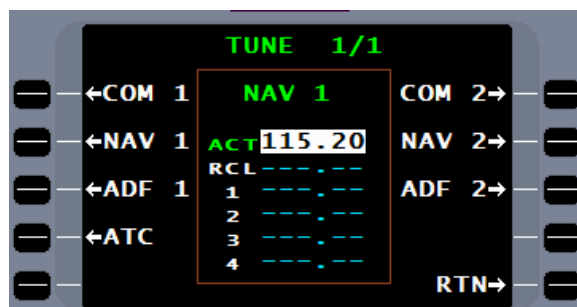 TUNE 1/1
←COM 1 NAV 1 COM 2→
←NAV 1 ACT 115.20 NAV 2→
RCL ---.--
←ADF 1 1 ---.-- ADF 2→
2 ---.--
←ATC 3 ---.--
4 ---.--
RTN→